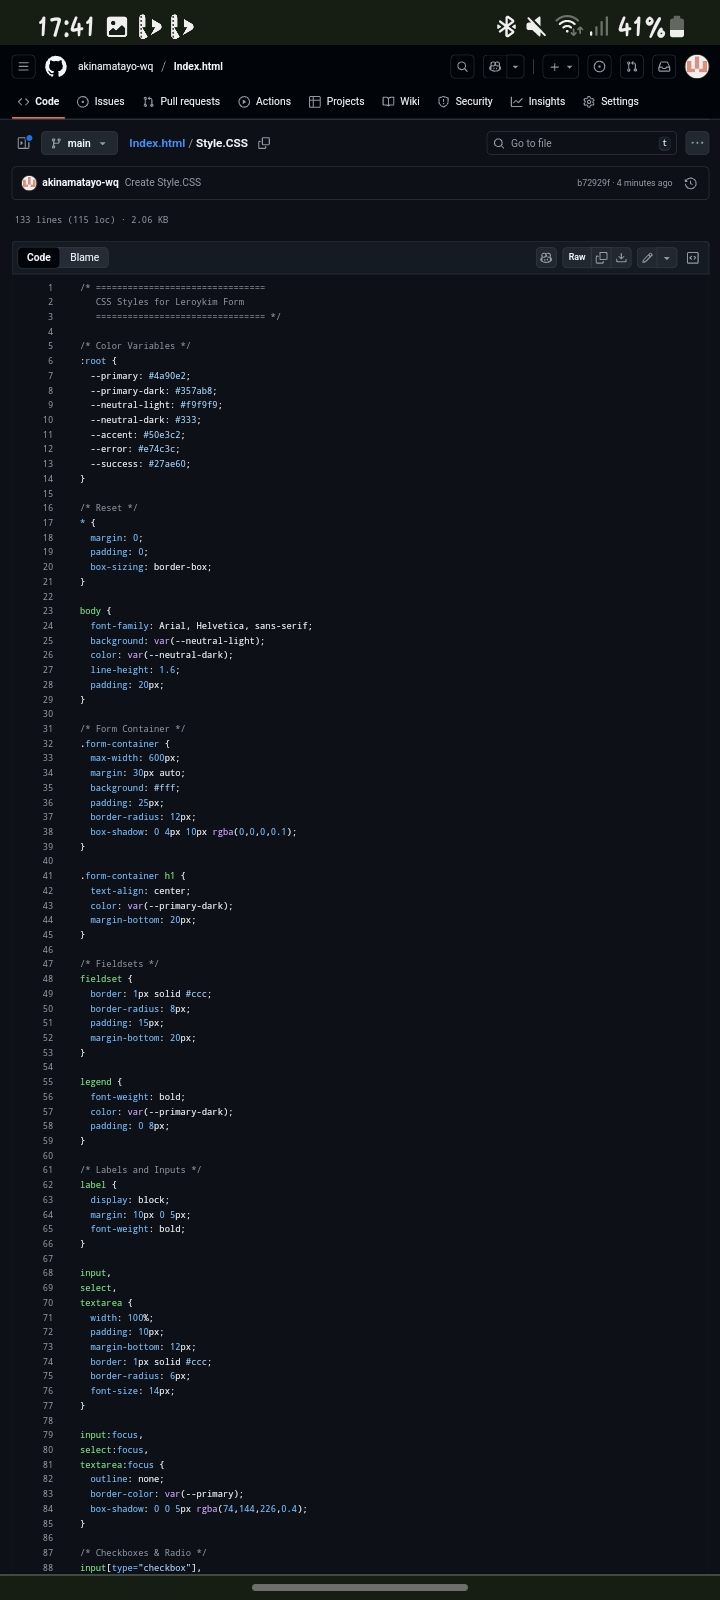 17:41 41%
akinamatayo-wq / Index.html
Code Issues Pull requests Actions Projects Wiki Security Insights Settings
main Index.html / Style.CSS Go to file t
akinamatayo-wq Create Style.CSS b72929f · 4 minutes ago
133 lines (115 loc) · 2.06 KB
Code Blame Raw
1 /* ================================
2    CSS Styles for Leroykim Form
3    ================================ */
4
5 /* Color Variables */
6 :root {
7   --primary: #4a90e2;
8   --primary-dark: #357ab8;
9   --neutral-light: #f9f9f9;
10   --neutral-dark: #333;
11   --accent: #50e3c2;
12   --error: #e74c3c;
13   --success: #27ae60;
14 }
15
16 /* Reset */
17 * {
18   margin: 0;
19   padding: 0;
20   box-sizing: border-box;
21 }
22
23 body {
24   font-family: Arial, Helvetica, sans-serif;
25   background: var(--neutral-light);
26   color: var(--neutral-dark);
27   line-height: 1.6;
28   padding: 20px;
29 }
30
31 /* Form Container */
32 .form-container {
33   max-width: 600px;
34   margin: 30px auto;
35   background: #fff;
36   padding: 25px;
37   border-radius: 12px;
38   box-shadow: 0 4px 10px rgba(0,0,0,0.1);
39 }
40
41 .form-container h1 {
42   text-align: center;
43   color: var(--primary-dark);
44   margin-bottom: 20px;
45 }
46
47 /* Fieldsets */
48 fieldset {
49   border: 1px solid #ccc;
50   border-radius: 8px;
51   padding: 15px;
52   margin-bottom: 20px;
53 }
54
55 legend {
56   font-weight: bold;
57   color: var(--primary-dark);
58   padding: 0 8px;
59 }
60
61 /* Labels and Inputs */
62 label {
63   display: block;
64   margin: 10px 0 5px;
65   font-weight: bold;
66 }
67
68 input,
69 select,
70 textarea {
71   width: 100%;
72   padding: 10px;
73   margin-bottom: 12px;
74   border: 1px solid #ccc;
75   border-radius: 6px;
76   font-size: 14px;
77 }
78
79 input:focus,
80 select:focus,
81 textarea:focus {
82   outline: none;
83   border-color: var(--primary);
84   box-shadow: 0 0 5px rgba(74,144,226,0.4);
85 }
86
87 /* Checkboxes & Radio */
88 input[type="checkbox"],